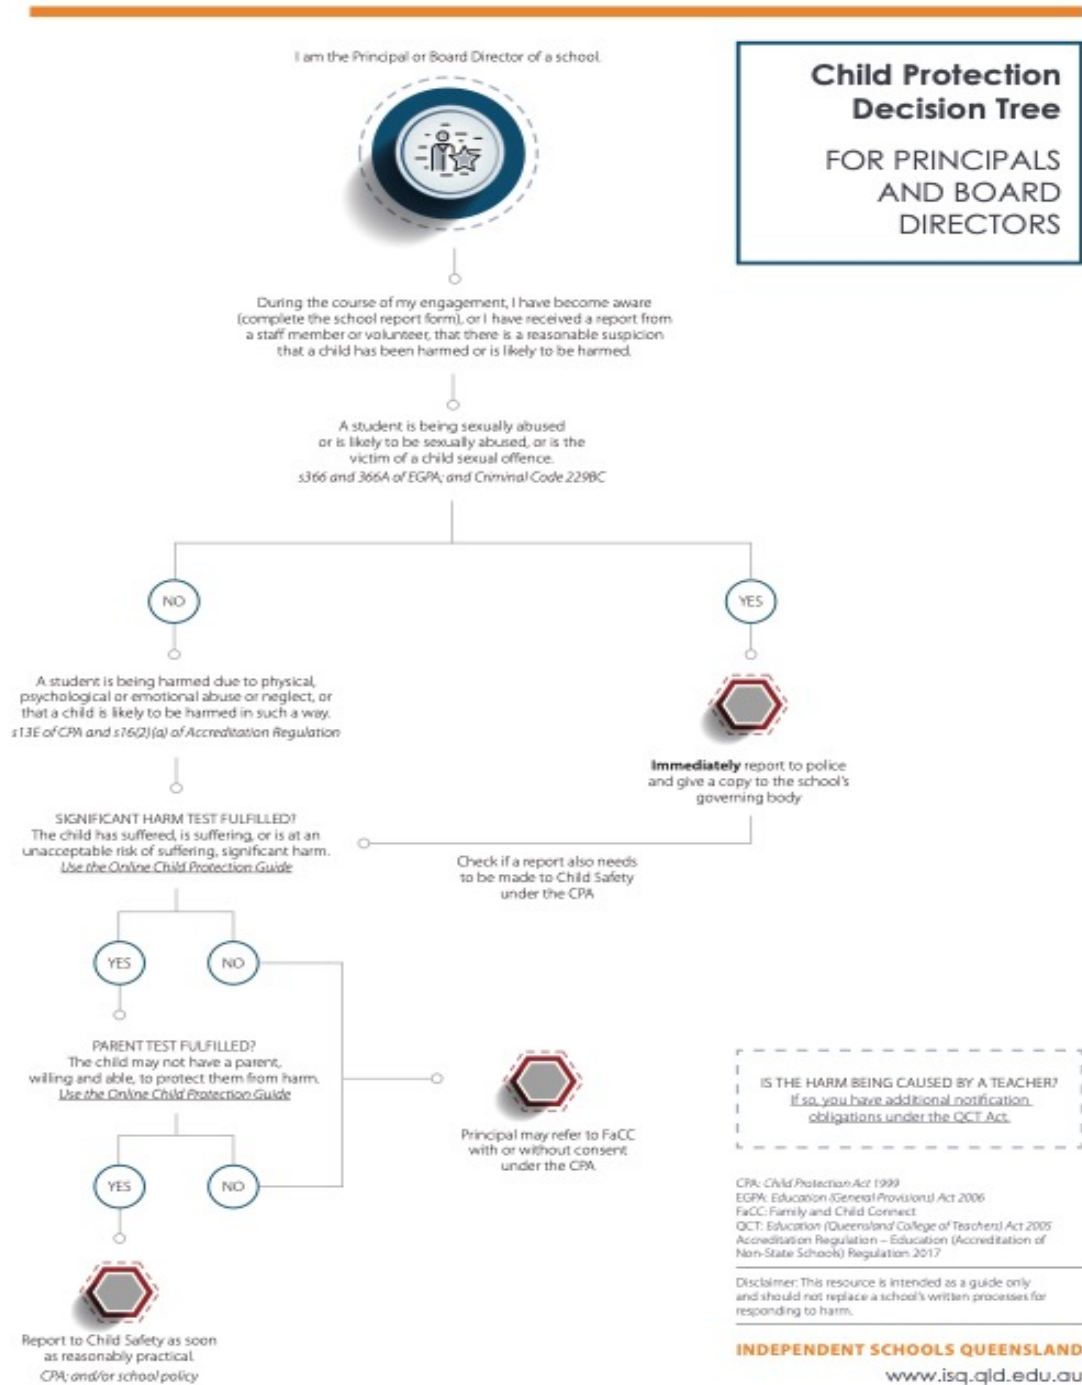 I am the Principal or Board Director of a school.
Child Protection
Decision Tree
FOR PRINCIPALS
AND BOARD
DIRECTORS
During the course of my engagement, I have become aware
(complete the school report form), or I have received a report from
a staff member or volunteer, that there is a reasonable suspicion
that a child has been harmed or is likely to be harmed.
A student is being sexually abused
or is likely to be sexually abused, or is the
victim of a child sexual offence.
s366 and 366A of EGPA; and Criminal Code 229BC
NO
YES
A student is being harmed due to physical,
psychological or emotional abuse or neglect, or
that a child is likely to be harmed in such a way.
s13E of CPA and s16(2)(a) of Accreditation Regulation
Immediately report to police
and give a copy to the school's
governing body
SIGNIFICANT HARM TEST FULFILLED?
The child has suffered, is suffering, or is at an
unacceptable risk of suffering, significant harm.
Use the Online Child Protection Guide
Check if a report also needs
to be made to Child Safety
under the CPA
YES
NO
PARENT TEST FULFILLED?
The child may not have a parent,
willing and able, to protect them from harm.
Use the Online Child Protection Guide
Principal may refer to FaCC
with or without consent
under the CPA
YES
NO
Report to Child Safety as soon
as reasonably practical.
CPA; and/or school policy
IS THE HARM BEING CAUSED BY A TEACHER?
If so, you have additional notification
obligations under the QCT Act.
CPA: Child Protection Act 1999
EGPA: Education (General Provisions) Act 2006
FaCC: Family and Child Connect
QCT: Education (Queensland College of Teachers) Act 2005
Accreditation Regulation – Education (Accreditation of
Non-State Schools) Regulation 2017
Disclaimer: This resource is intended as a guide only
and should not replace a school's written processes for
responding to harm.
INDEPENDENT SCHOOLS QUEENSLAND
www.isq.qld.edu.au